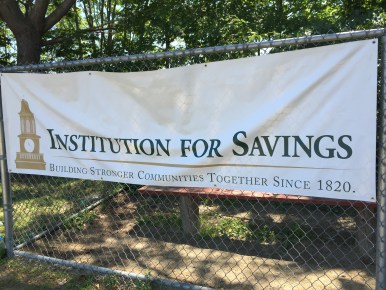 Institution for Savings
Building Stronger Communities Together Since 1820.